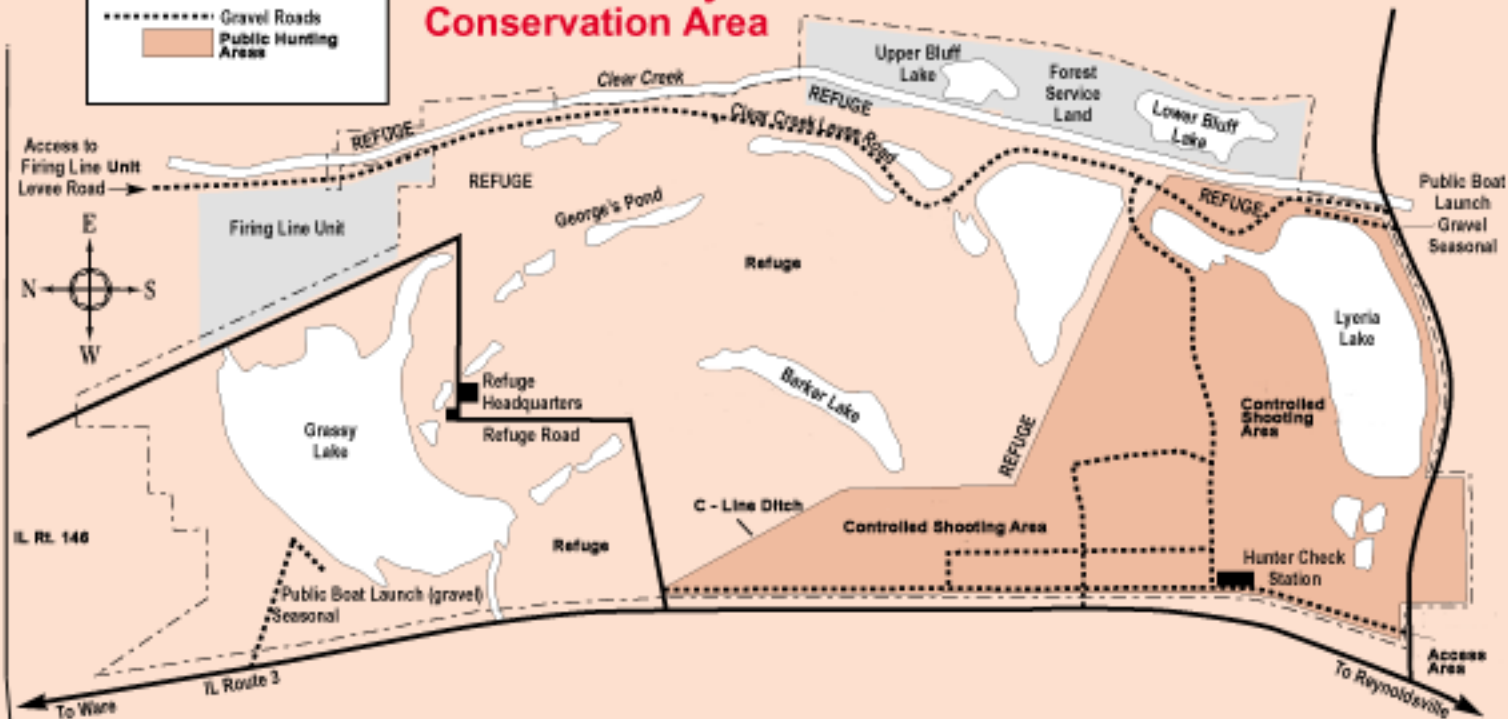 Gravel Roads
Public Hunting
Areas
Conservation Area
Clear Creek
Upper Bluff
Lake
Forest
Service
Land
Lower Bluff
Lake
REFUGE
REFUGE
Clear Creek Levee Road
Access to
Firing Line Unit
Levee Road
REFUGE
REFUGE
Public Boat
Launch
Gravel
Seasonal
Firing Line Unit
George's Pond
E
N
S
W
Refuge
Lyeria
Lake
Refuge
Headquarters
Refuge Road
Barker Lake
Grassy
Lake
REFUGE
Controlled
Shooting
Area
C - Line Ditch
Controlled Shooting Area
IL Rt. 146
Refuge
Hunter Check
Station
Public Boat Launch (gravel)
Seasonal
Access
Area
IL Route 3
To Ware
To Reynoldsville